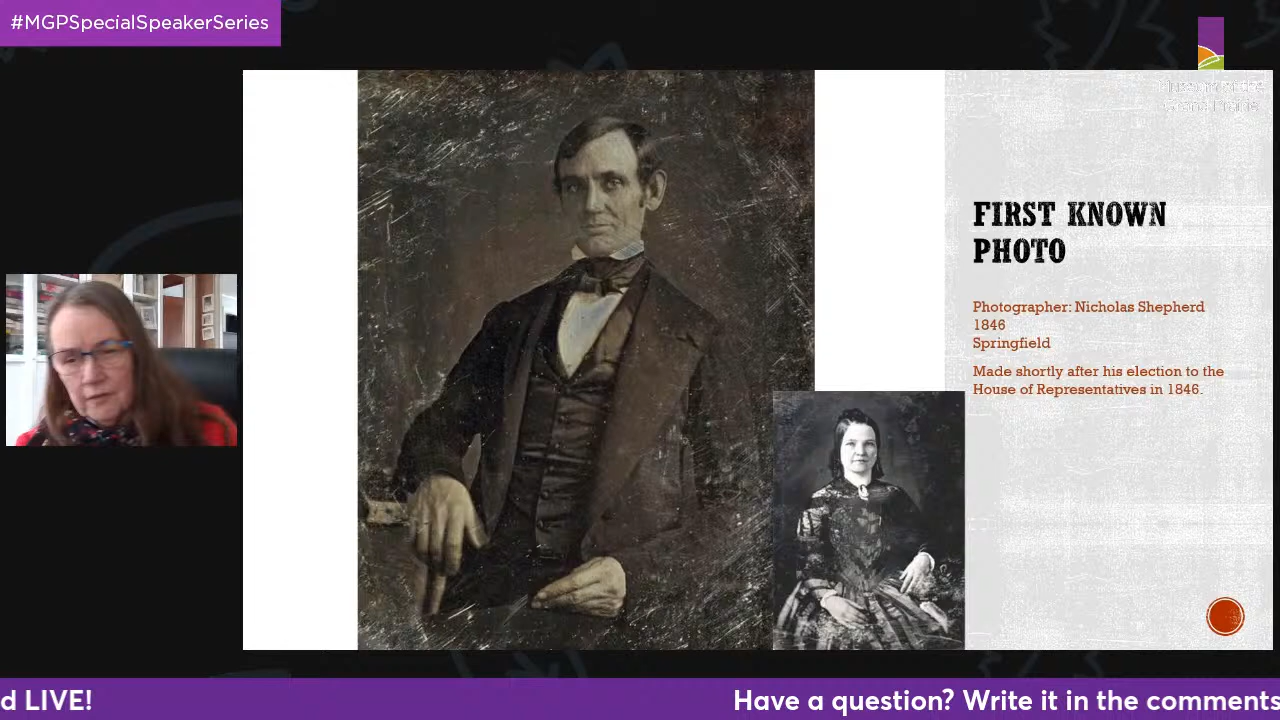 #MGPSpecialSpeakerSeries
FIRST KNOWN
PHOTO
Photographer: Nicholas Shepherd
1846
Springfield
Made shortly after his election to the
House of Representatives in 1846.
d LIVE!
Have a question? Write it in the comments